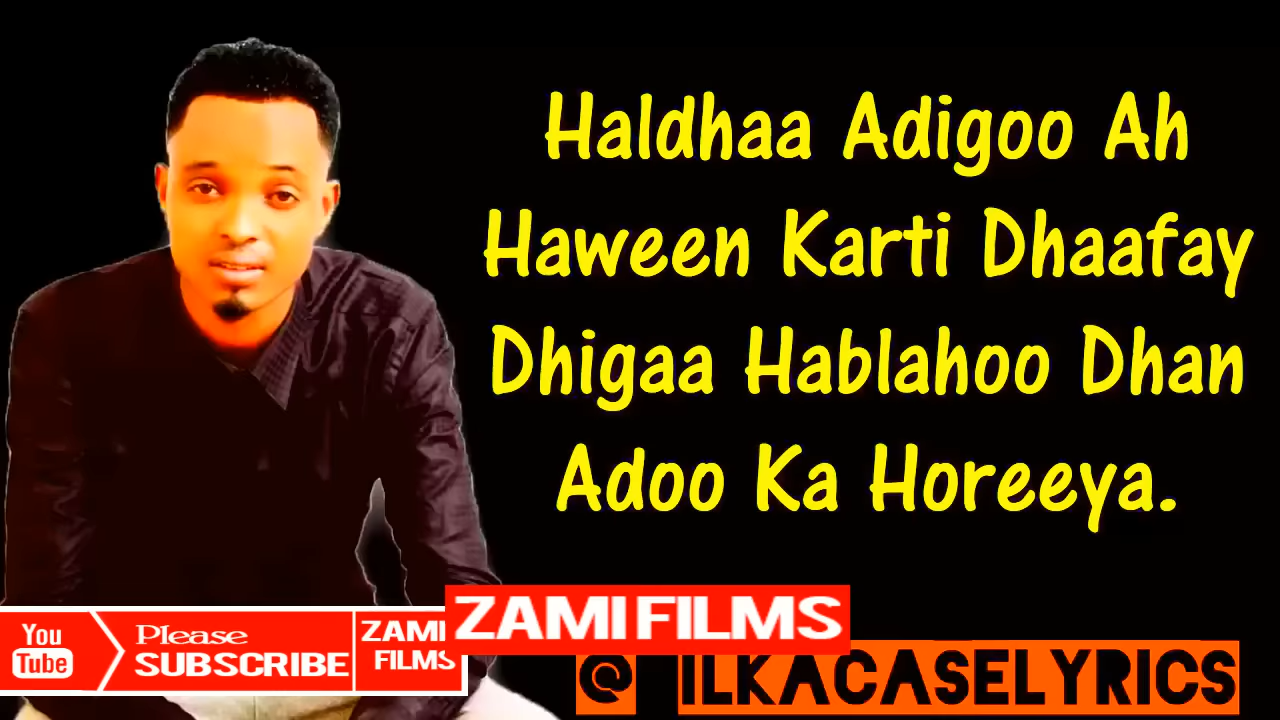 Haldhaa Adigoo Ah
Haween Karti Dhaafay
Dhigaa Hablahoo Dhan
Adoo Ka Horeeya.
ZAMI FILMS
You Tube
Please
SUBSCRIBE
ZAMI
FILMS
@ ILKACASELYRICS